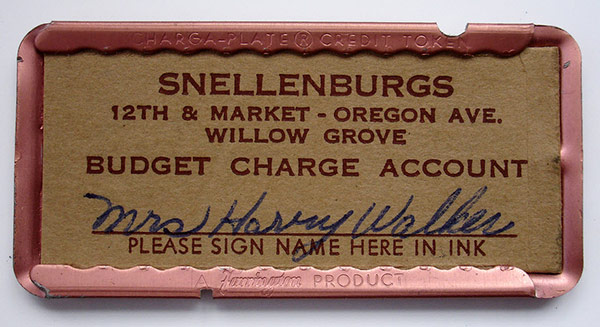 CHARGA-PLATE ® CREDIT TOKEN
SNELLENBURGS
12TH & MARKET - OREGON AVE.
WILLOW GROVE
BUDGET CHARGE ACCOUNT
Mrs Harry Walker
PLEASE SIGN NAME HERE IN INK
A Farrington PRODUCT